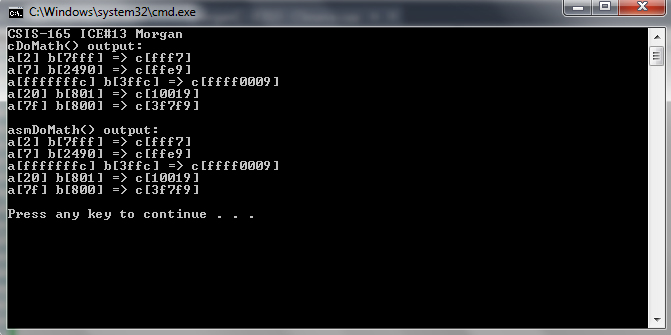 C:\Windows\system32\cmd.exe
CSIS-165 ICE#13 Morgan
cDoMath() output:
a[2] b[7fff] => c[fff7]
a[7] b[2490] => c[ffe9]
a[fffffffc] b[3ffc] => c[ffff0009]
a[20] b[801] => c[10019]
a[7f] b[800] => c[3f7f9]
asmDoMath() output:
a[2] b[7fff] => c[fff7]
a[7] b[2490] => c[ffe9]
a[fffffffc] b[3ffc] => c[ffff0009]
a[20] b[801] => c[10019]
a[7f] b[800] => c[3f7f9]
Press any key to continue . . .